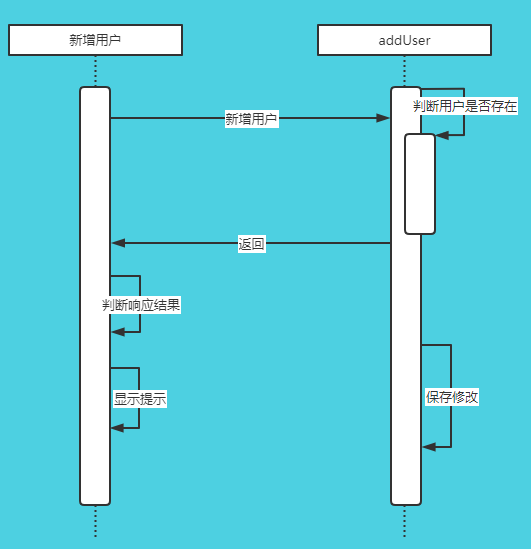 新增用户
addUser
判断用户是否存在
新增用户
返回
判断响应结果
保存修改
显示提示